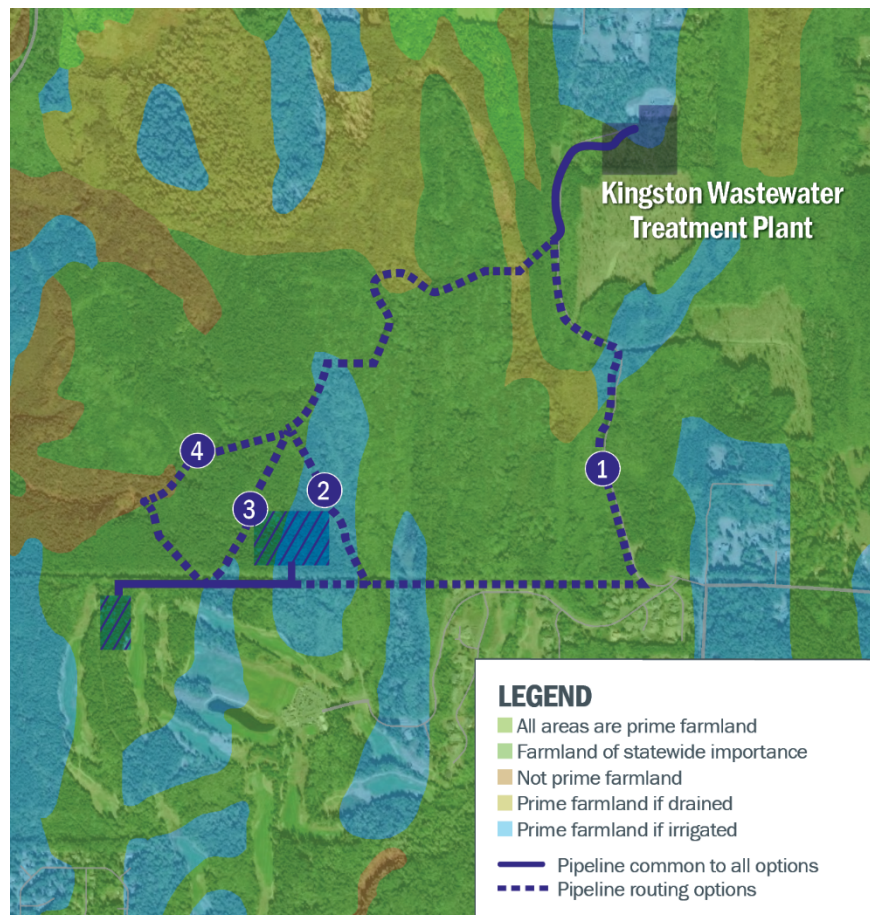 Kingston Wastewater
Treatment Plant
4
3
2
1
LEGEND
All areas are prime farmland
Farmland of statewide importance
Not prime farmland
Prime farmland if drained
Prime farmland if irrigated
Pipeline common to all options
Pipeline routing options